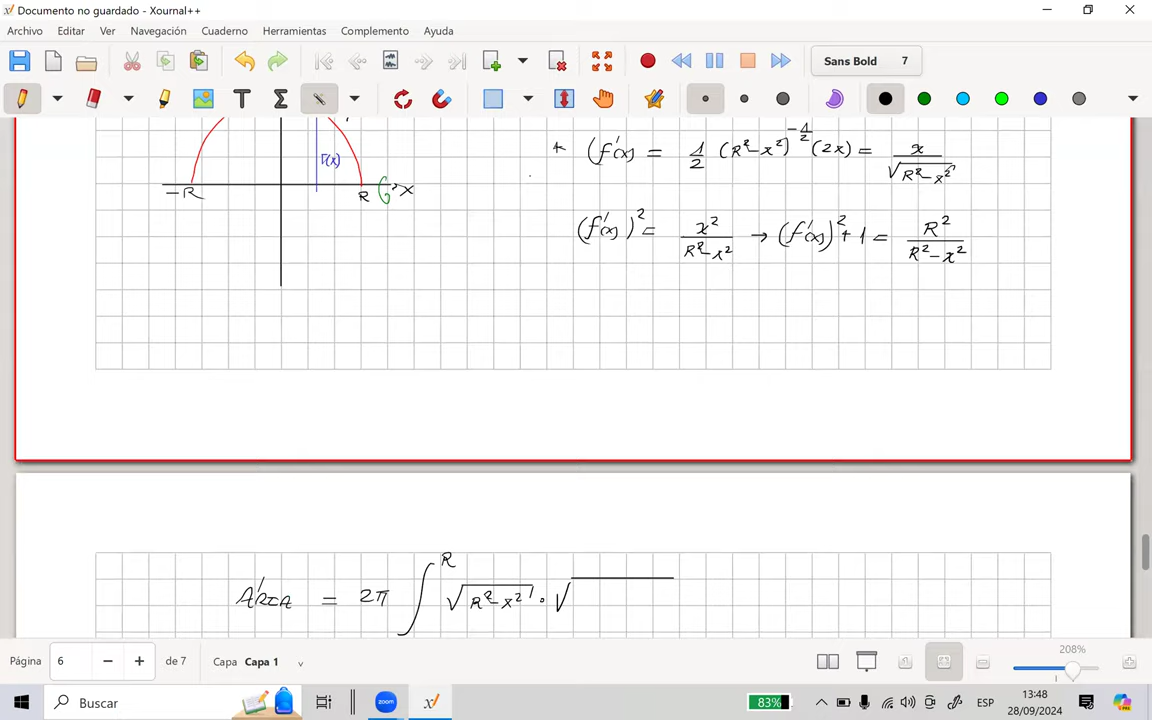 Documento no guardado - Xournal++
Archivo Editar Ver Navegación Cuaderno Herramientas Complemento Ayuda
Sans Bold 7
r(x)
-R R X
* (f'(x) = 1/2 (R²-x²)^(-1/2) (2x) = x/√(R²-x²)
(f'(x))² = x²/(R²-x²) → (f'(x))² + 1 = R²/(R²-x²)
ÁREA = 2π ∫^R √(R²-x²) · √
Página 6 de 7 Capa Capa 1 208%
Buscar zoom 83% ESP 13:48
28/09/2024